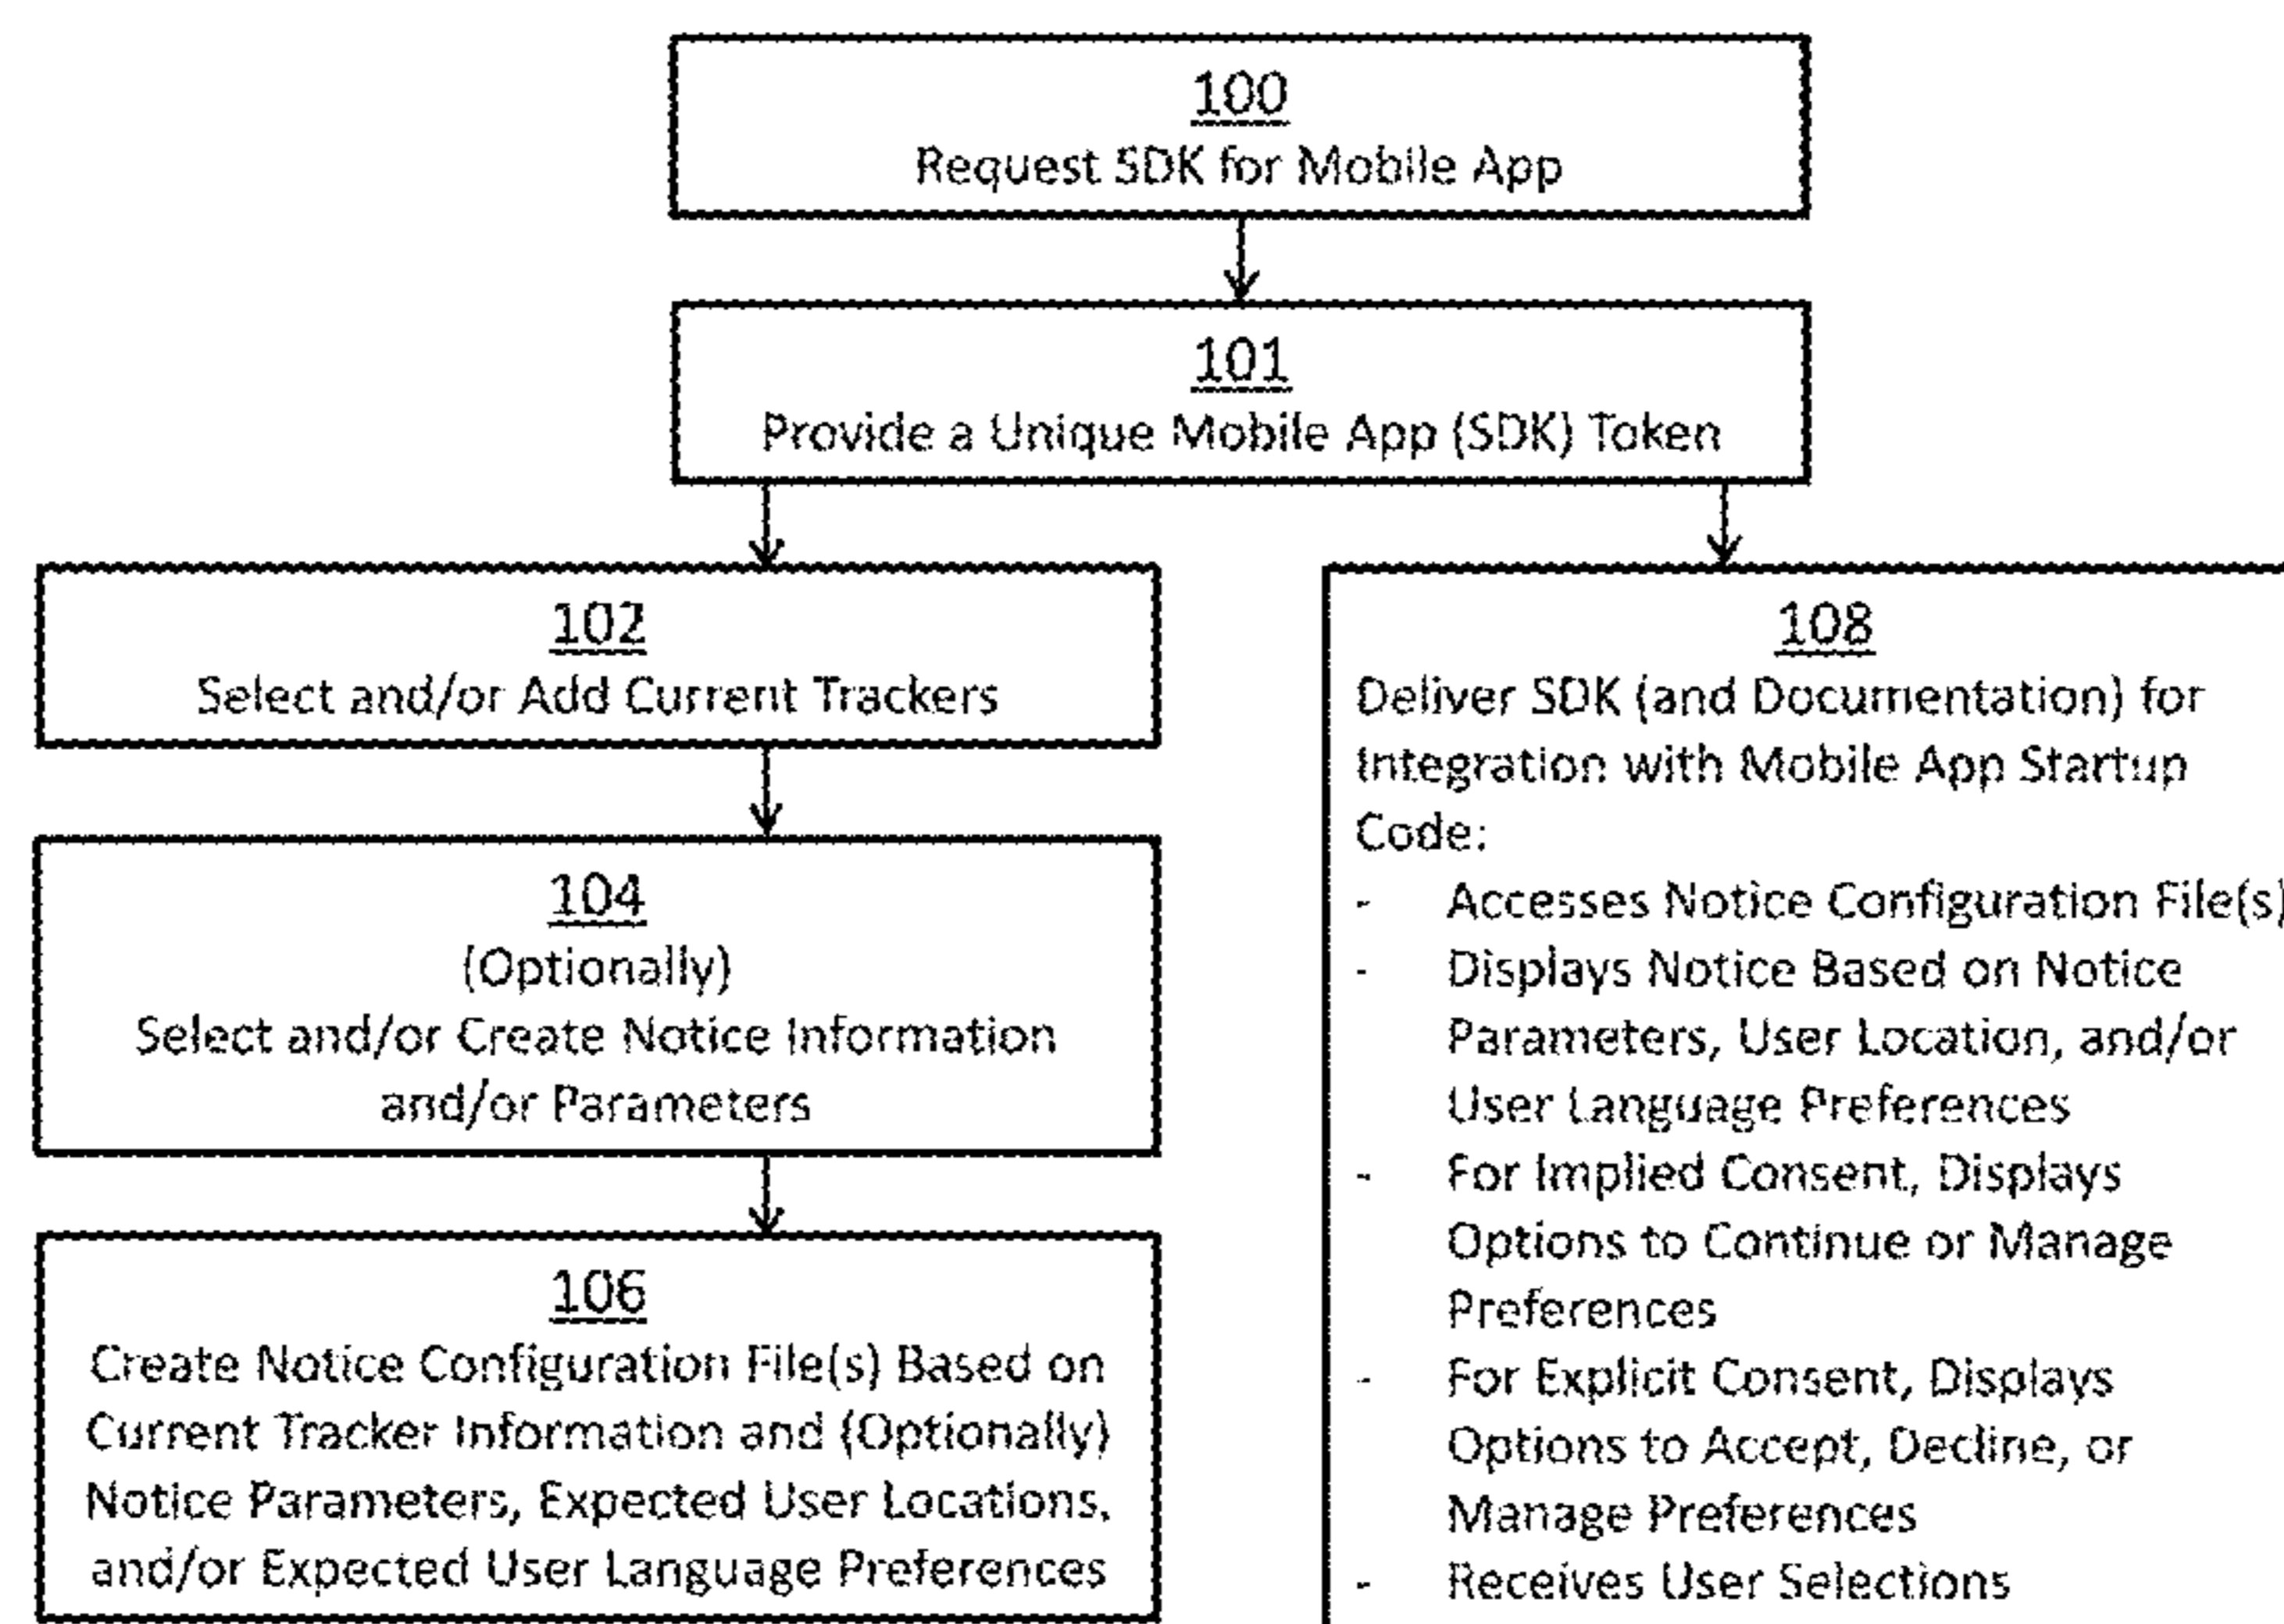 100
Request SDK for Mobile App
101
Provide a Unique Mobile App (SDK) Token
102
Select and/or Add Current Trackers
104
(Optionally)
Select and/or Create Notice Information
and/or Parameters
106
Create Notice Configuration File(s) Based on
Current Tracker Information and (Optionally)
Notice Parameters, Expected User Locations,
and/or Expected User Language Preferences
108
Deliver SDK (and Documentation) for
Integration with Mobile App Startup
Code:
- Accesses Notice Configuration File(s)
- Displays Notice Based on Notice
Parameters, User Location, and/or
User Language Preferences
- For Implied Consent, Displays
Options to Continue or Manage
Preferences
- For Explicit Consent, Displays
Options to Accept, Decline, or
Manage Preferences
- Receives User Selections